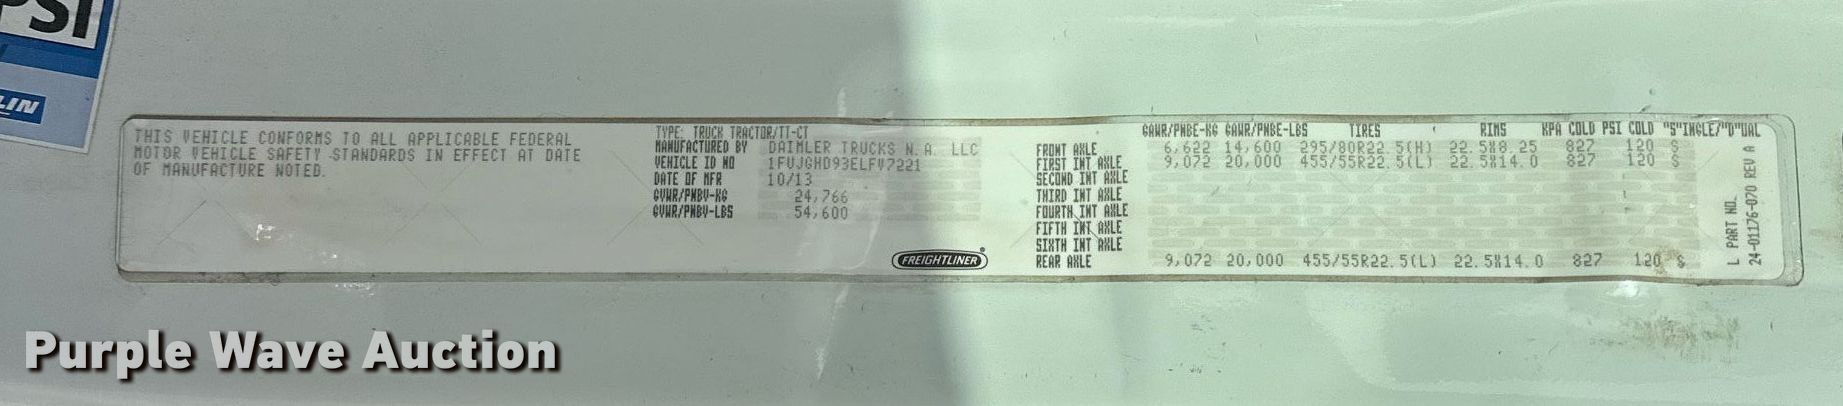 PSI
LIN
THIS VEHICLE CONFORMS TO ALL APPLICABLE FEDERAL
MOTOR VEHICLE SAFETY STANDARDS IN EFFECT AT DATE
OF MANUFACTURE NOTED.
TYPE: TRUCK TRACTOR/TT-CT
MANUFACTURED BY DAIMLER TRUCKS N.A. LLC
VEHICLE ID NO 1FUJGHD93ELFV7221
DATE OF MFR 10/13
GVWR/PNBV-KG 24,766
GVWR/PNBV-LBS 54,600
FREIGHTLINER
GAWR/PNBE-KG GAWR/PNBE-LBS TIRES RIMS KPA COLD PSI COLD "S"INGLE/"D"UAL
FRONT AXLE 6,622 14,600 295/80R22.5(H) 22.5X8.25 827 120 S
FIRST INT AXLE 9,072 20,000 455/55R22.5(L) 22.5X14.0 827 120 S
SECOND INT AXLE
THIRD INT AXLE
FOURTH INT AXLE
FIFTH INT AXLE
SIXTH INT AXLE
REAR AXLE 9,072 20,000 455/55R22.5(L) 22.5X14.0 827 120 S
L PART NO.
24-01176-070 REV A
Purple Wave Auction